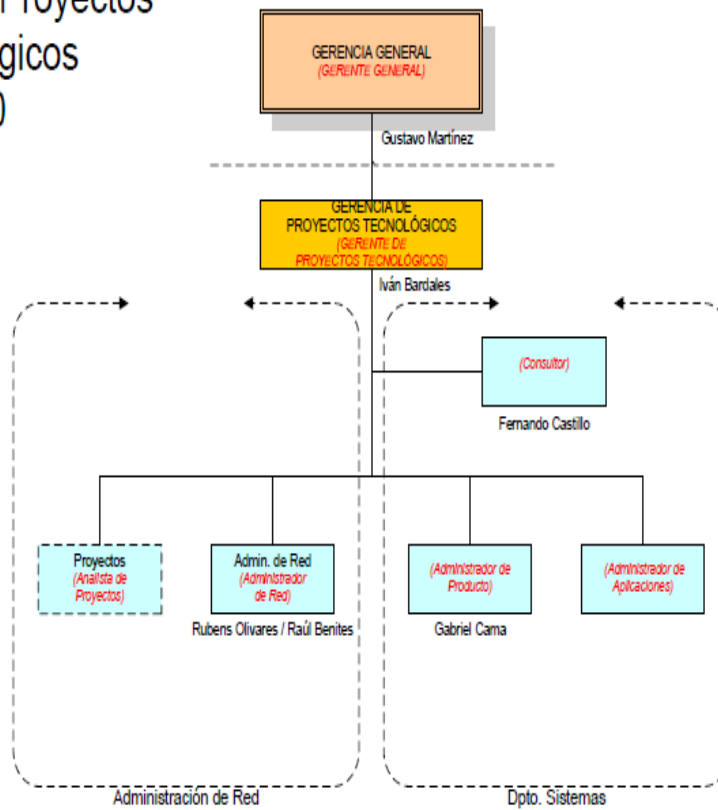 Proyectos
gicos
GERENCIA GENERAL
(GERENTE GENERAL)
Gustavo Martínez
GERENCIA DE
PROYECTOS TECNOLÓGICOS
(GERENTE DE
PROYECTOS TECNOLÓGICOS)
Iván Bardales
(Consultor)
Fernando Castillo
Proyectos
(Analista de
Proyectos)
Admin. de Red
(Administrador
de Red)
Rubens Olivares / Raúl Benites
(Administrador de
Producto)
Gabriel Cama
(Administrador de
Aplicaciones)
Administración de Red
Dpto. Sistemas